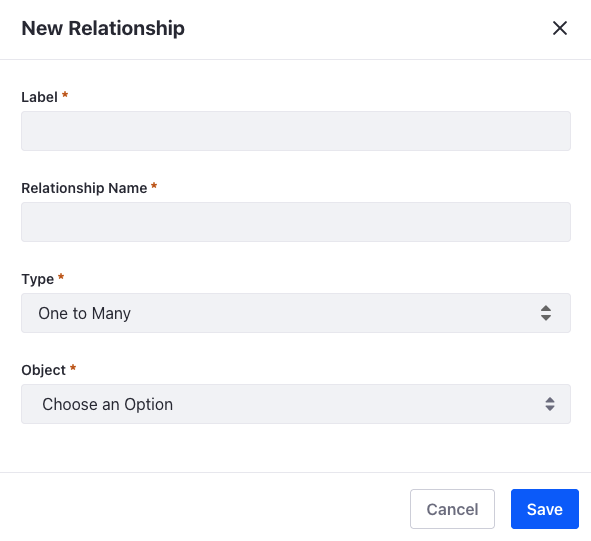 New Relationship
Label *
Relationship Name *
Type *
One to Many
Object *
Choose an Option
Cancel Save